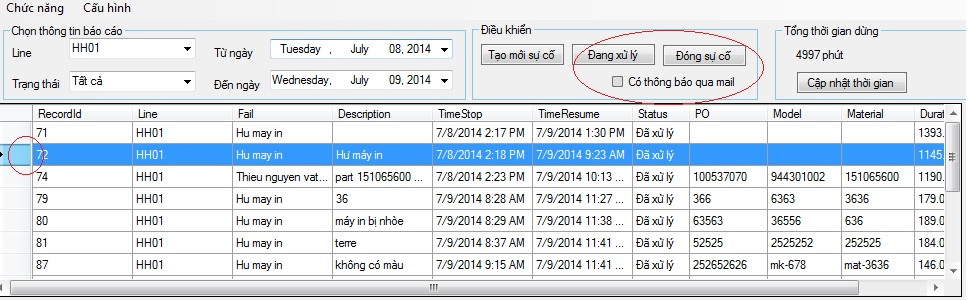 Chức năng Cấu hình
Chọn thông tin báo cáo
Line HH01 Từ ngày Tuesday , July 08, 2014
Trạng thái Tất cả Đến ngày Wednesday, July 09, 2014
Điều khiển
Tạo mới sự cố Đang xử lý Đóng sự cố
Có thông báo qua mail
Tổng thời gian dừng
4997 phút
Cập nhật thời gian
RecordId Line Fail Description TimeStop TimeResume Status PO Model Material Durat
71 HH01 Hu may in 7/8/2014 2:17 PM 7/9/2014 1:30 PM Đã xử lý 1393.
72 HH01 Hu may in Hư máy in 7/8/2014 2:18 PM 7/9/2014 9:23 AM Đã xử lý 1145.
74 HH01 Thieu nguyen vat... part 151065600 ... 7/8/2014 2:23 PM 7/9/2014 10:13 ... Đã xử lý 100537070 944301002 151065600 1190.
79 HH01 Hu may in 36 7/9/2014 8:28 AM 7/9/2014 11:27 ... Đã xử lý 366 6363 3636 179.0
80 HH01 Hu may in máy in bị nhòe 7/9/2014 8:29 AM 7/9/2014 11:38 ... Đã xử lý 63563 36556 636 189.0
81 HH01 Hu may in terre 7/9/2014 8:37 AM 7/9/2014 11:41 ... Đã xử lý 52525 2525252 252525 184.0
87 HH01 Hu may in không có màu 7/9/2014 9:15 AM 7/9/2014 11:41 ... Đã xử lý 252652626 mk-678 mat-3636 146.0